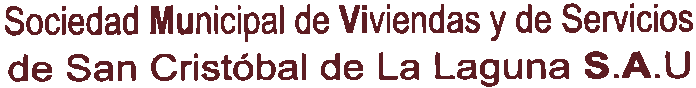 Sociedad Municipal de Viviendas y de Servicios
de San Cristóbal de La Laguna S.A.U